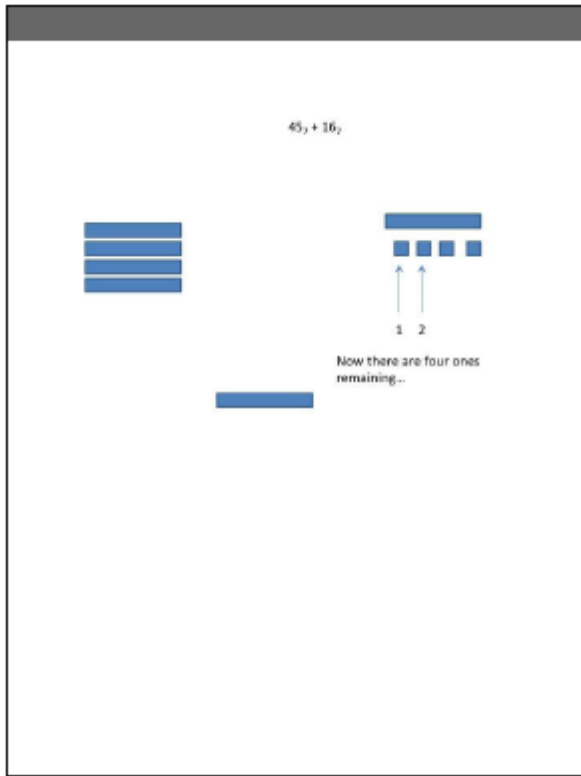 45₇ + 16₇
1 2
Now there are four ones
remaining...